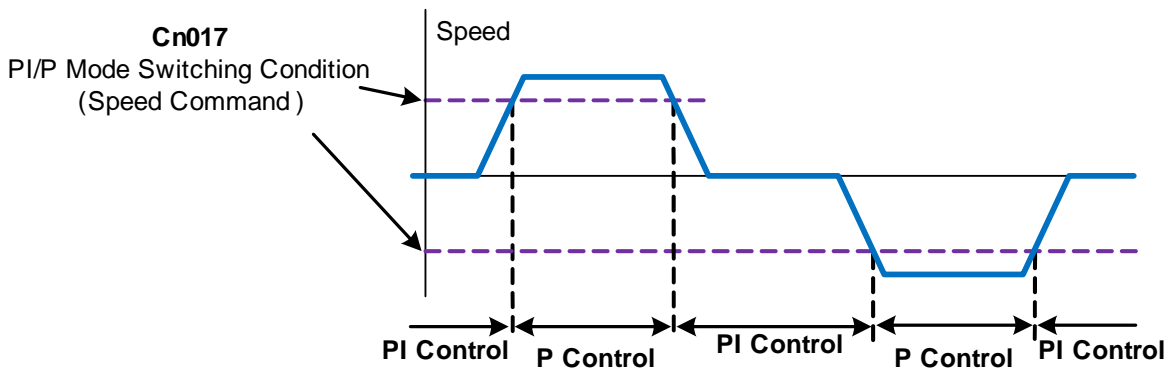 Cn017
PI/P Mode Switching Condition
(Speed Command )
Speed
PI Control
P Control
PI Control
P Control
PI Control